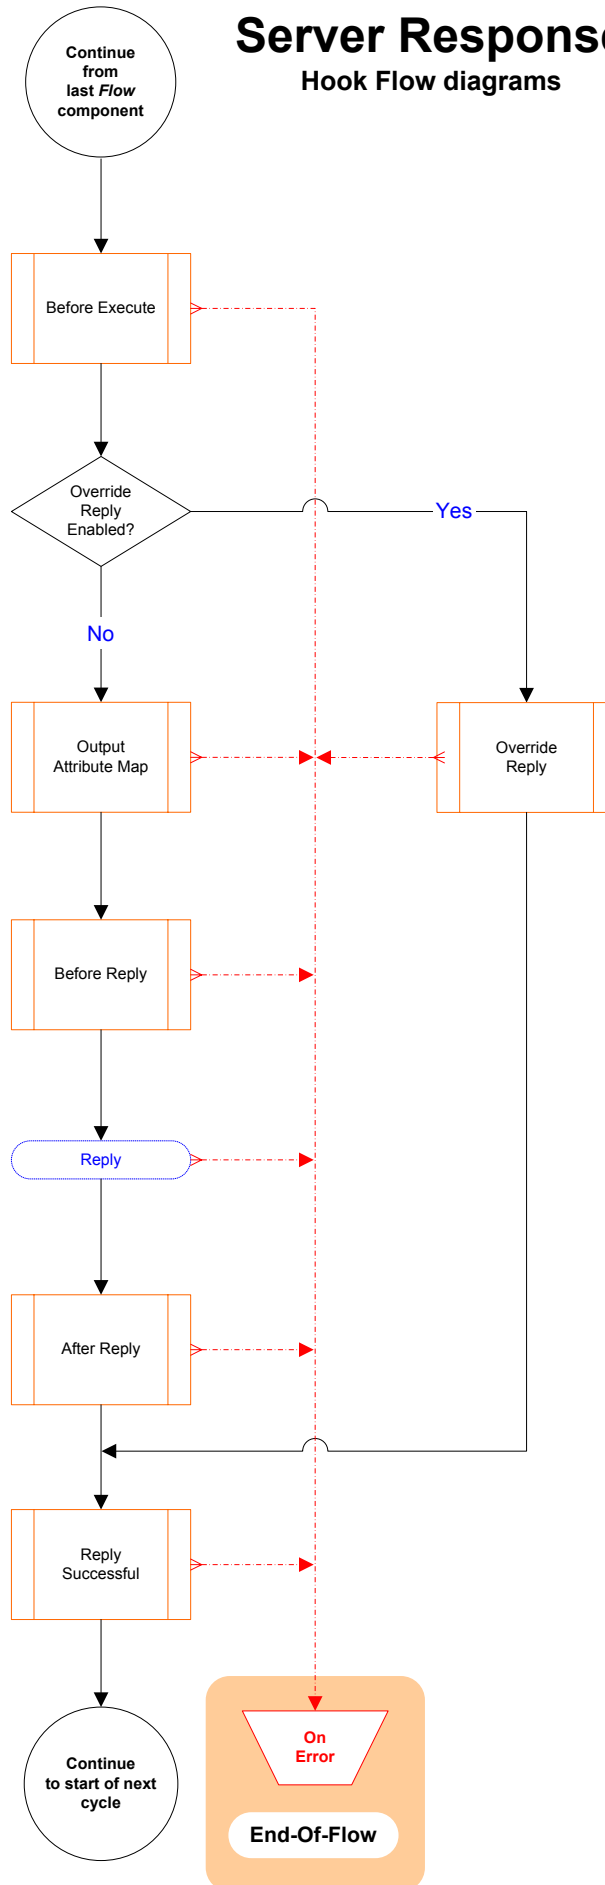 Server Response
Hook Flow diagrams
Continue
from
last Flow
component
Before Execute
Override
Reply
Enabled?
Yes
No
Output
Attribute Map
Override
Reply
Before Reply
Reply
After Reply
Reply
Successful
On
Error
Continue
to start of next
cycle
End-Of-Flow